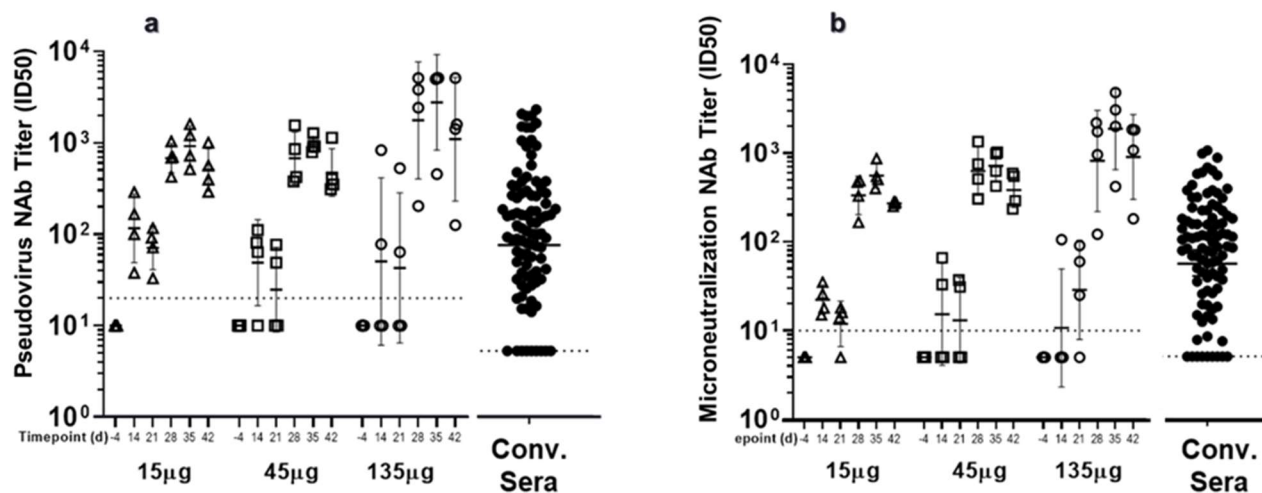 a
Pseudovirus NAb Titer (ID50)
10⁴
10³
10²
10¹
10⁰
Timepoint (d) -4 14 21 28 35 42 -4 14 21 28 35 42 -4 14 21 28 35 42
15µg 45µg 135µg
Conv.
Sera
b
Microneutralization NAb Titer (ID50)
10⁴
10³
10²
10¹
10⁰
epoint (d) -4 14 21 28 35 42 -4 14 21 28 35 42 -4 14 21 28 35 42
15µg 45µg 135µg
Conv.
Sera